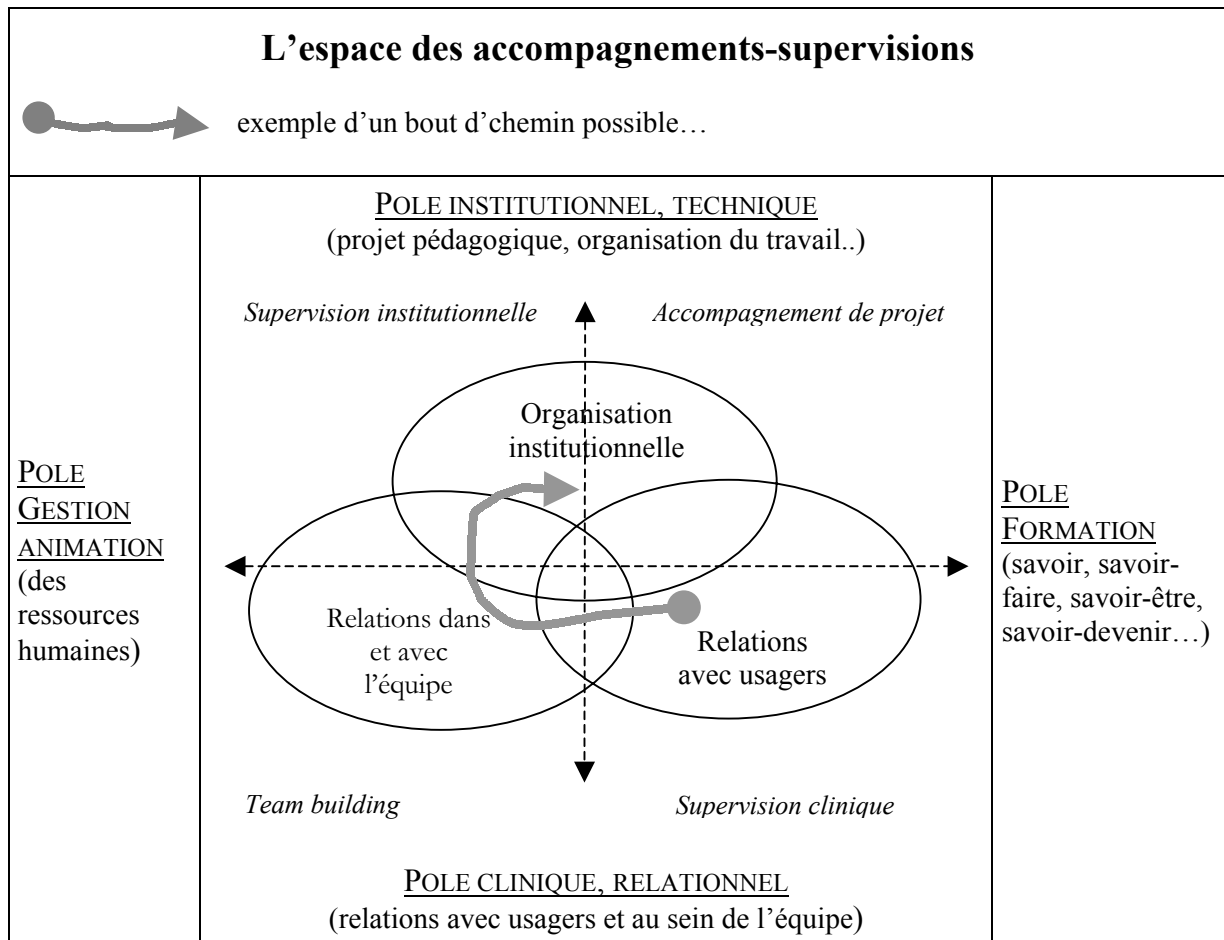 L’espace des accompagnements-supervisions
exemple d’un bout d’chemin possible…
POLE INSTITUTIONNEL, TECHNIQUE
(projet pédagogique, organisation du travail..)
Supervision institutionnelle
Accompagnement de projet
Organisation
institutionnelle
POLE
GESTION
ANIMATION
(des
ressources
humaines)
Relations dans
et avec
l’équipe
Relations
avec usagers
POLE
FORMATION
(savoir, savoir-
faire, savoir-être,
savoir-devenir…)
Team building
Supervision clinique
POLE CLINIQUE, RELATIONNEL
(relations avec usagers et au sein de l’équipe)